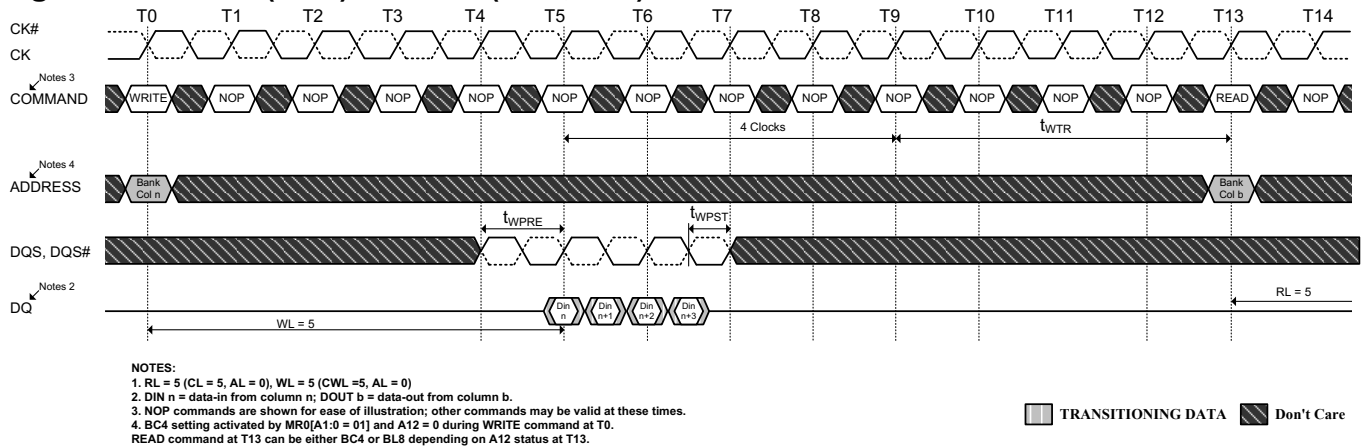 T0 T1 T2 T3 T4 T5 T6 T7 T8 T9 T10 T11 T12 T13 T14
CK#
CK
Notes 3
COMMAND WRITE NOP NOP NOP NOP NOP NOP NOP NOP NOP NOP NOP NOP READ NOP
4 Clocks tWTR
Notes 4
ADDRESS Bank Col n Bank Col b
tWPRE tWPST
DQS, DQS#
Notes 2
DQ Din n Din n+1 Din n+2 Din n+3 RL = 5
WL = 5
NOTES:
1. RL = 5 (CL = 5, AL = 0), WL = 5 (CWL =5, AL = 0)
2. DIN n = data-in from column n; DOUT b = data-out from column b.
3. NOP commands are shown for ease of illustration; other commands may be valid at these times.
4. BC4 setting activated by MR0[A1:0 = 01] and A12 = 0 during WRITE command at T0.
READ command at T13 can be either BC4 or BL8 depending on A12 status at T13.
TRANSITIONING DATA Don't Care